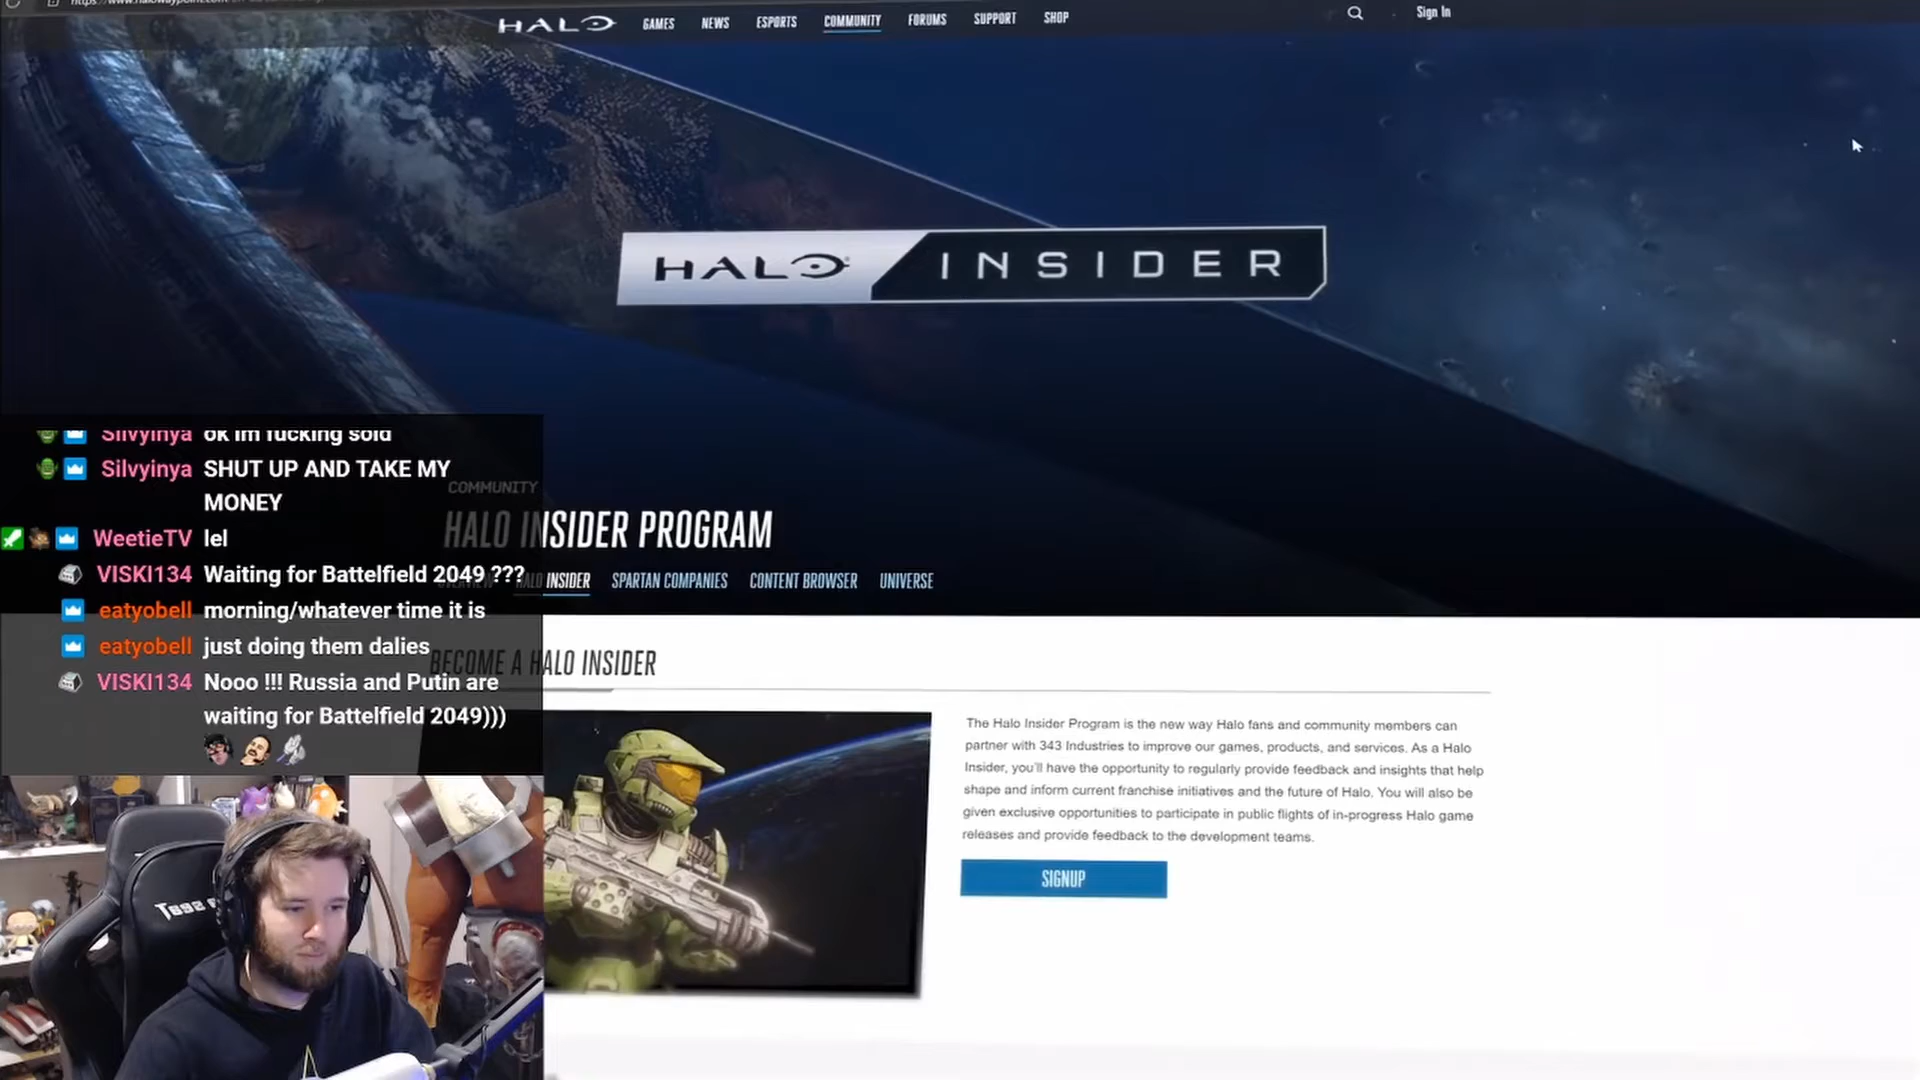 HALO GAMES NEWS ESPORTS COMMUNITY FORUMS SUPPORT SHOP Sign In
HALO INSIDER
COMMUNITY
HALO INSIDER PROGRAM
HALO INSIDER SPARTAN COMPANIES CONTENT BROWSER UNIVERSE
BECOME A HALO INSIDER
The Halo Insider Program is the new way Halo fans and community members can
partner with 343 Industries to improve our games, products, and services. As a Halo
Insider, you'll have the opportunity to regularly provide feedback and insights that help
shape and inform current franchise initiatives and the future of Halo. You will also be
given exclusive opportunities to participate in public flights of in-progress Halo game
releases and provide feedback to the development teams.
SIGNUP
Silvyinya ok im fucking sold
Silvyinya SHUT UP AND TAKE MY
MONEY
WeetieTV lel
VISKI134 Waiting for Battelfield 2049 ???
eatyobell morning/whatever time it is
eatyobell just doing them dalies
VISKI134 Nooo !!! Russia and Putin are
waiting for Battelfield 2049)))